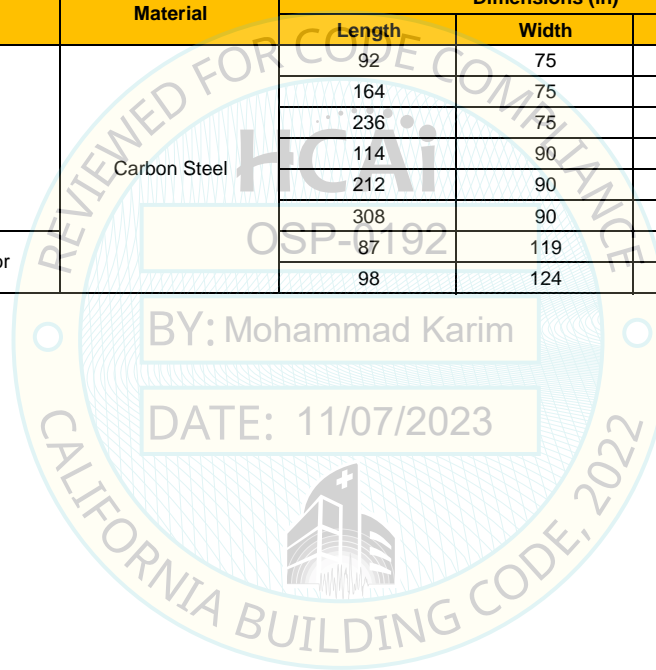 Material
Dimensions (in)
Length Width
92 75
164 75
236 75
114 90
Carbon Steel
212 90
308 90
or 87 119
98 124
REVIEWED FOR CODE COMPLIANCE
HCAi
OSP-0192
BY: Mohammad Karim
DATE: 11/07/2023
CALIFORNIA BUILDING CODE, 2022